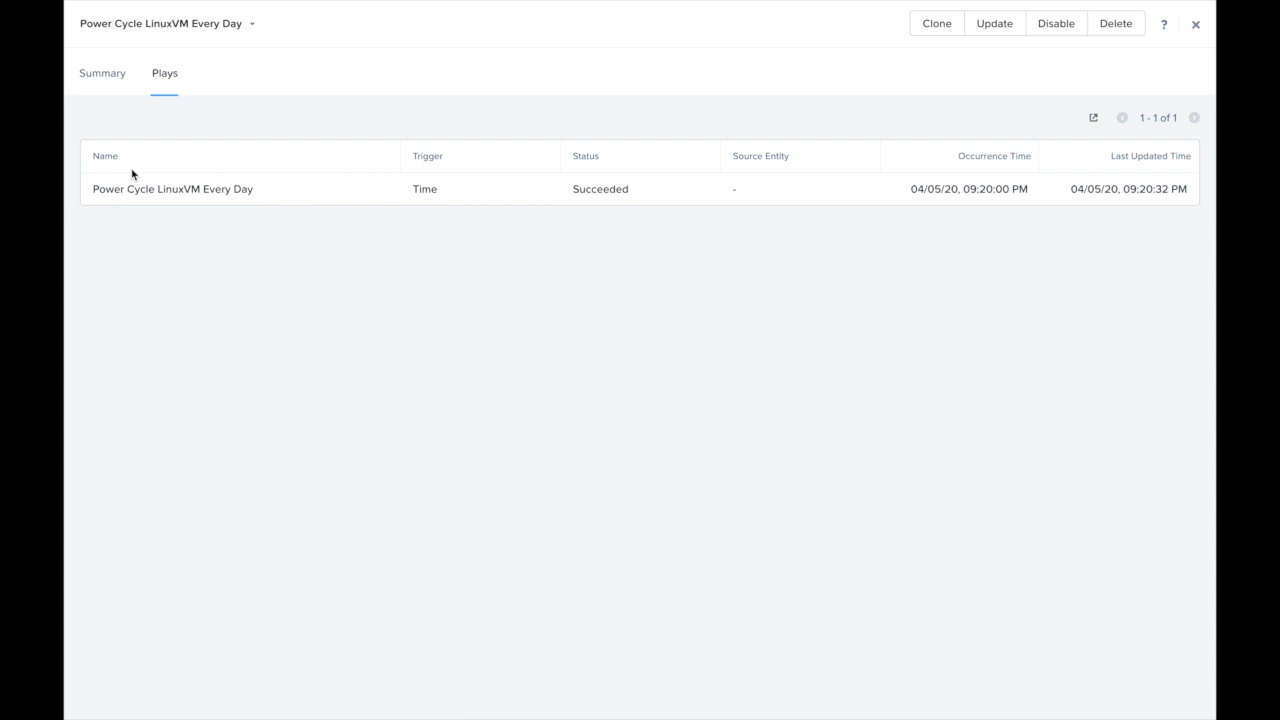 Power Cycle LinuxVM Every Day
Clone Update Disable Delete ?
Summary Plays
1 - 1 of 1
Name Trigger Status Source Entity Occurrence Time Last Updated Time
Power Cycle LinuxVM Every Day Time Succeeded - 04/05/20, 09:20:00 PM 04/05/20, 09:20:32 PM